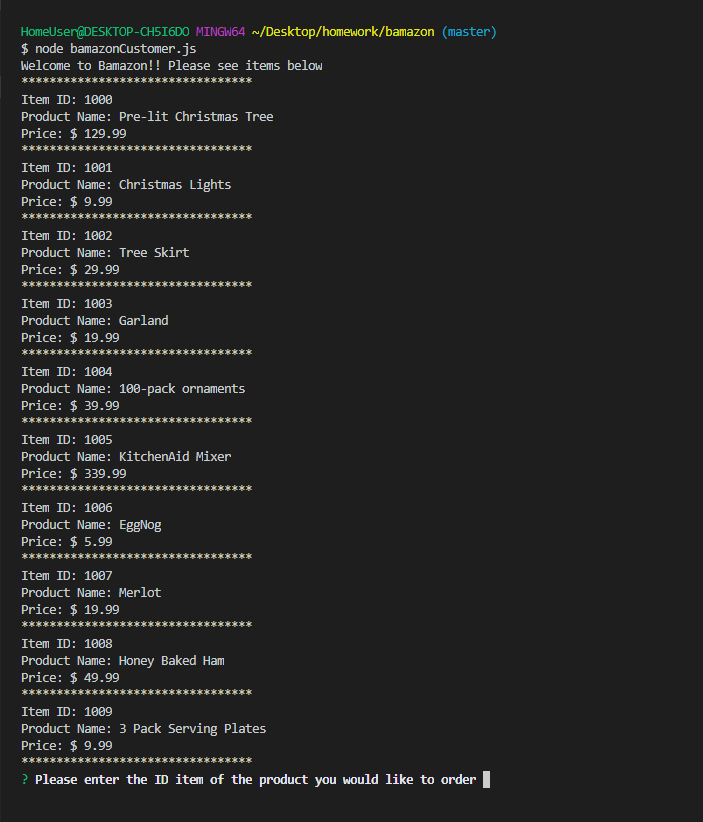 HomeUser@DESKTOP-CH5I6DO MINGW64 ~/Desktop/homework/bamazon (master)
$ node bamazonCustomer.js
Welcome to Bamazon!! Please see items below
*********************************
Item ID: 1000
Product Name: Pre-lit Christmas Tree
Price: $ 129.99
*********************************
Item ID: 1001
Product Name: Christmas Lights
Price: $ 9.99
*********************************
Item ID: 1002
Product Name: Tree Skirt
Price: $ 29.99
*********************************
Item ID: 1003
Product Name: Garland
Price: $ 19.99
*********************************
Item ID: 1004
Product Name: 100-pack ornaments
Price: $ 39.99
*********************************
Item ID: 1005
Product Name: KitchenAid Mixer
Price: $ 339.99
*********************************
Item ID: 1006
Product Name: EggNog
Price: $ 5.99
*********************************
Item ID: 1007
Product Name: Merlot
Price: $ 19.99
*********************************
Item ID: 1008
Product Name: Honey Baked Ham
Price: $ 49.99
*********************************
Item ID: 1009
Product Name: 3 Pack Serving Plates
Price: $ 9.99
*********************************
? Please enter the ID item of the product you would like to order